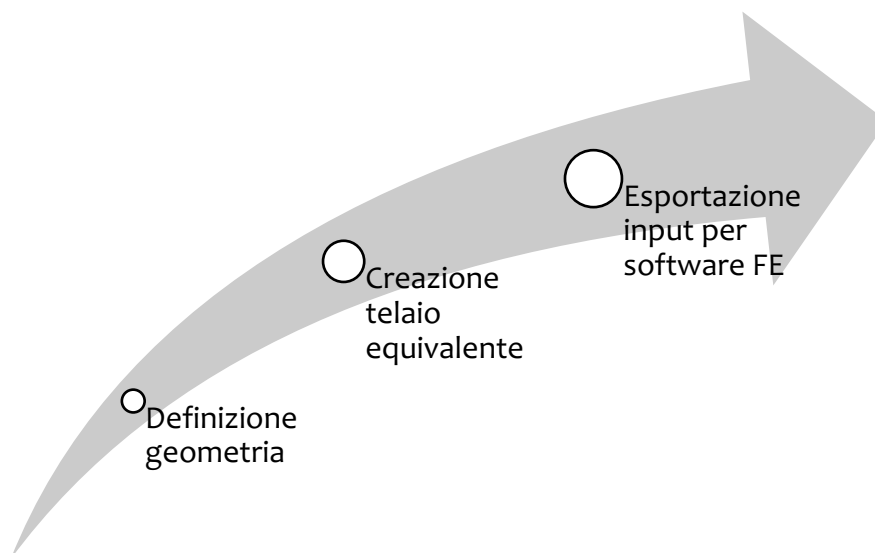 Esportazione
input per
software FE
Creazione
telaio
equivalente
Definizione
geometria